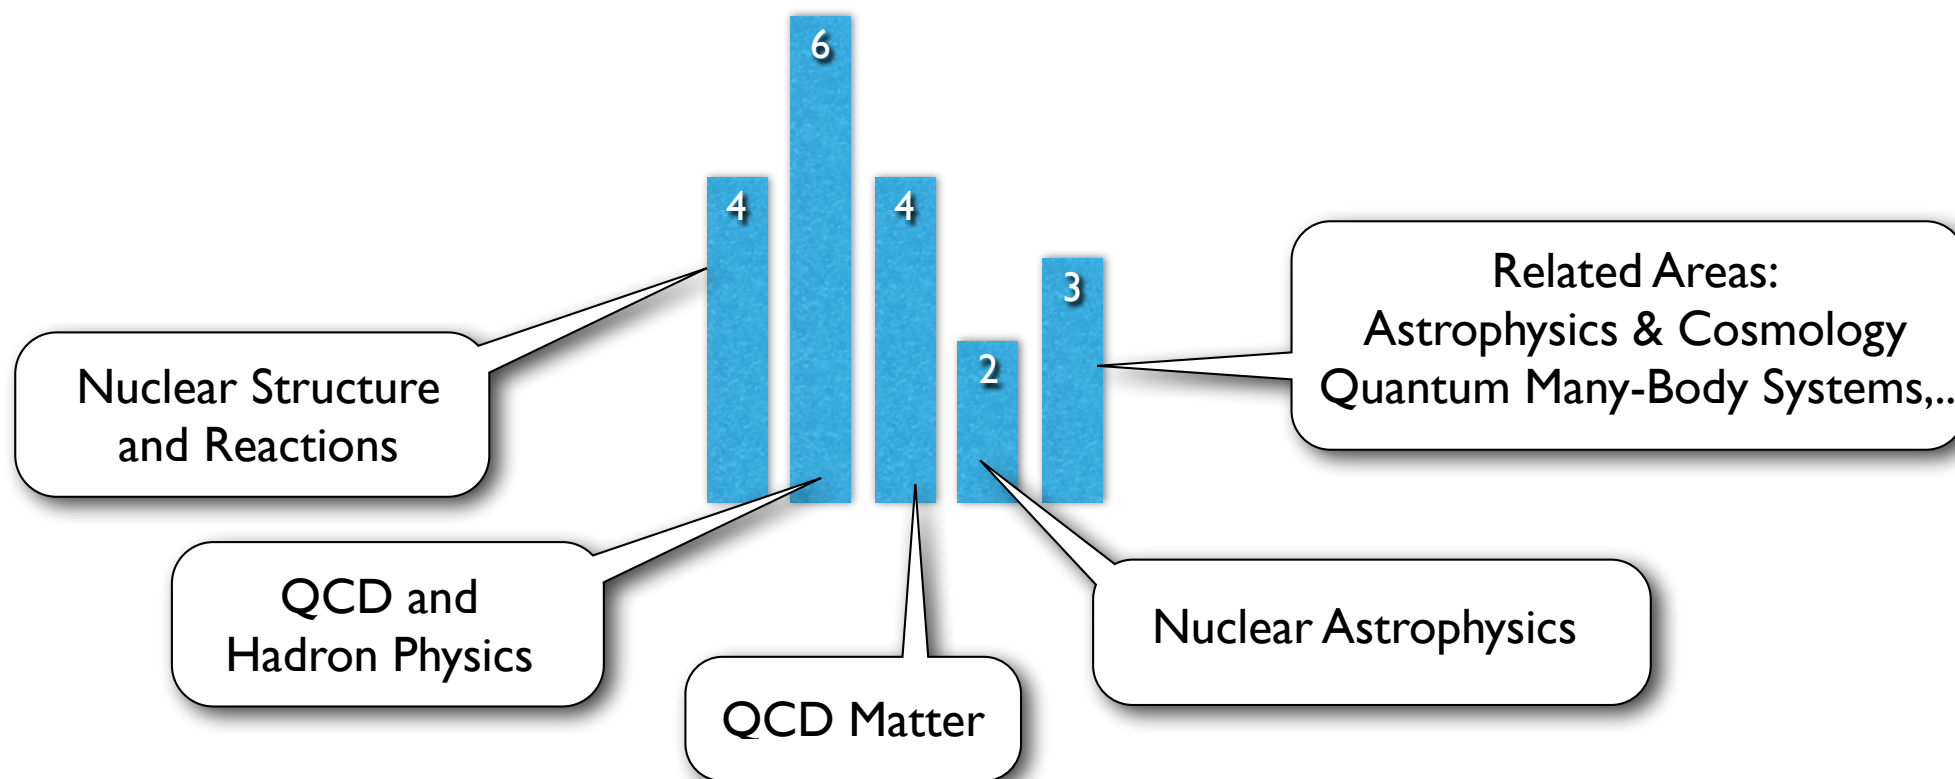 6
4
4
3
2
Related Areas:
Astrophysics & Cosmology
Quantum Many-Body Systems,..
Nuclear Structure
and Reactions
QCD and
Hadron Physics
Nuclear Astrophysics
QCD Matter